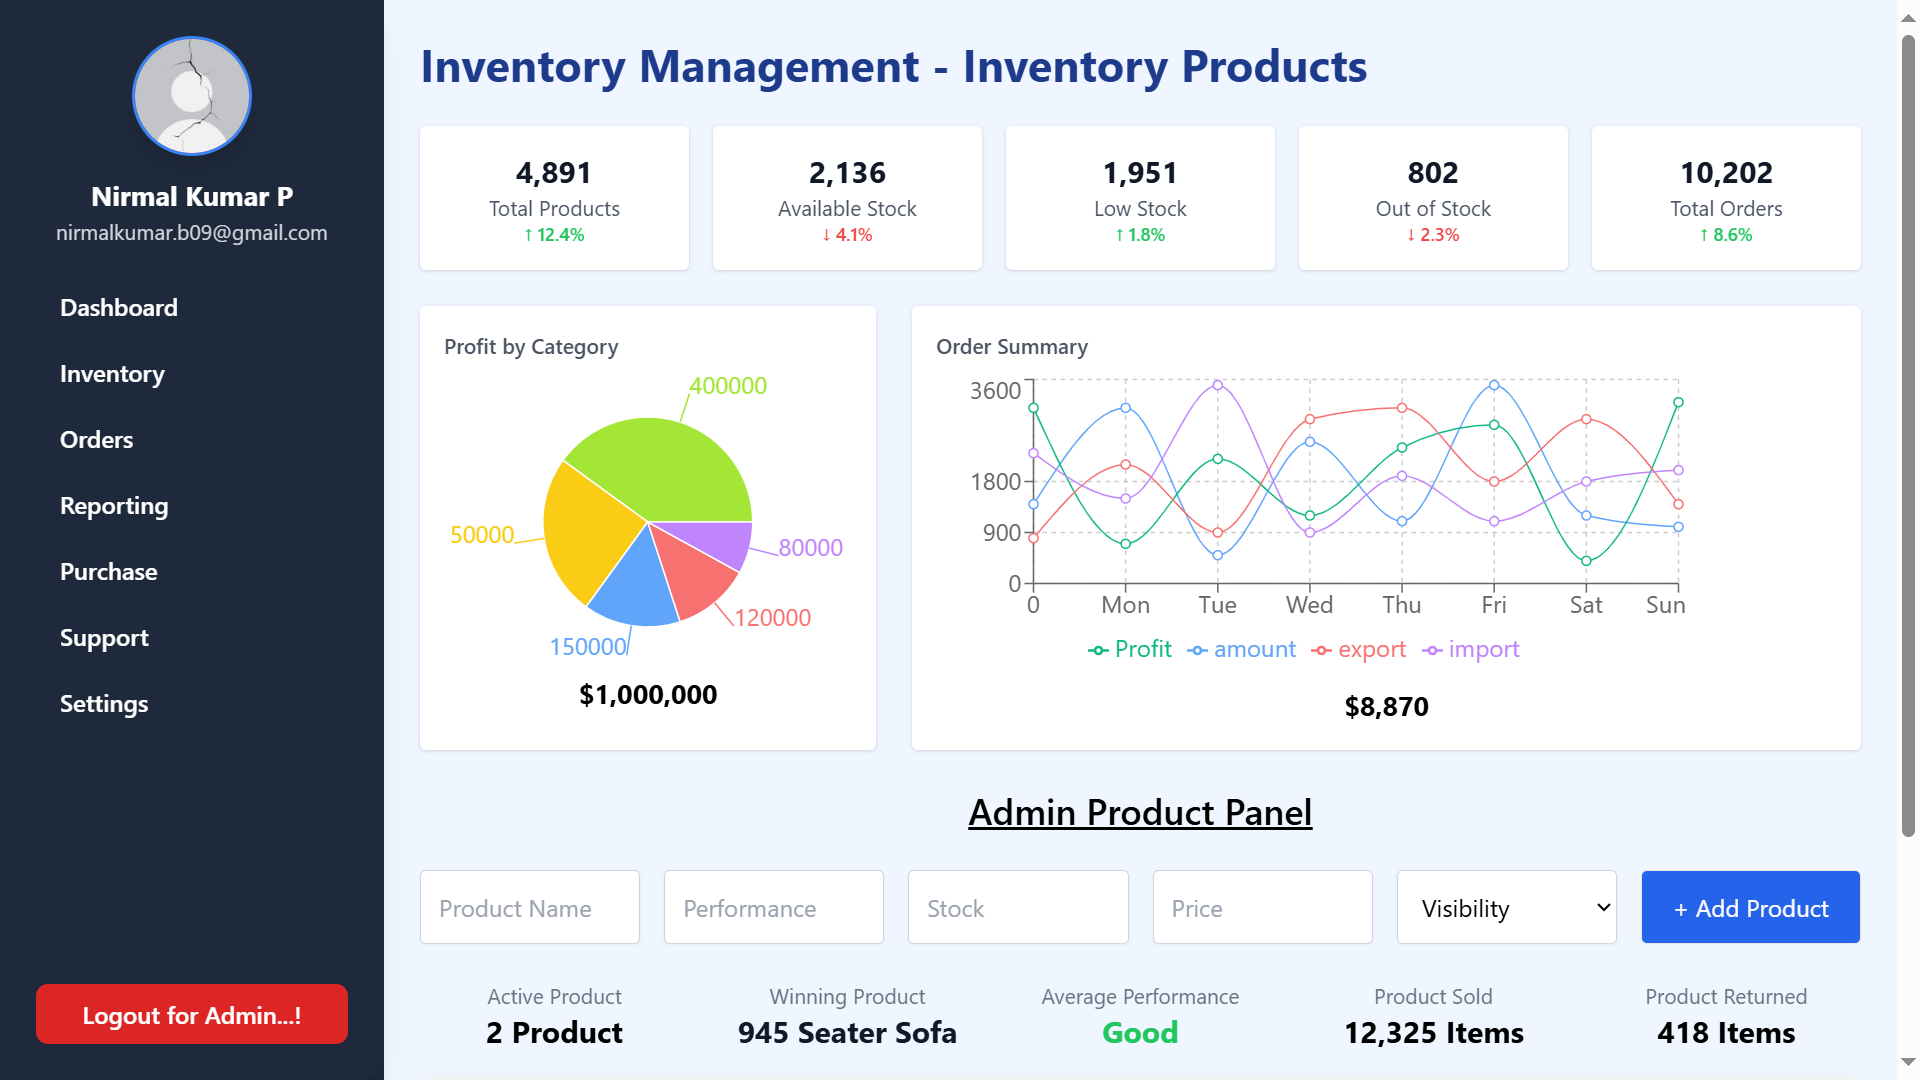 Nirmal Kumar P
nirmalkumar.b09@gmail.com
Dashboard
Inventory
Orders
Reporting
Purchase
Support
Settings
Logout for Admin...!
Inventory Management - Inventory Products
4,891
Total Products
↑ 12.4%
2,136
Available Stock
↓ 4.1%
1,951
Low Stock
↑ 1.8%
802
Out of Stock
↓ 2.3%
10,202
Total Orders
↑ 8.6%
Profit by Category
400000
50000
80000
120000
150000
$1,000,000
Order Summary
3600
1800
900
0
0 Mon Tue Wed Thu Fri Sat Sun
Profit amount export import
$8,870
Admin Product Panel
Product Name Performance Stock Price Visibility + Add Product
Active Product
2 Product
Winning Product
945 Seater Sofa
Average Performance
Good
Product Sold
12,325 Items
Product Returned
418 Items